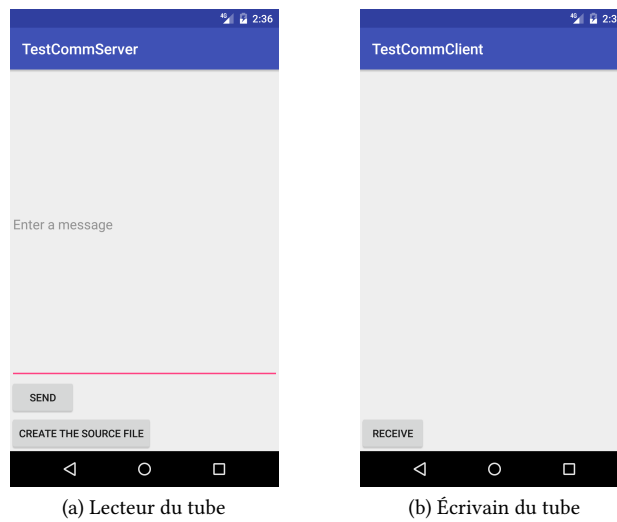 2:36
TestCommServer
Enter a message
SEND
CREATE THE SOURCE FILE
(a) Lecteur du tube
2:3
TestCommClient
RECEIVE
(b) Écrivain du tube